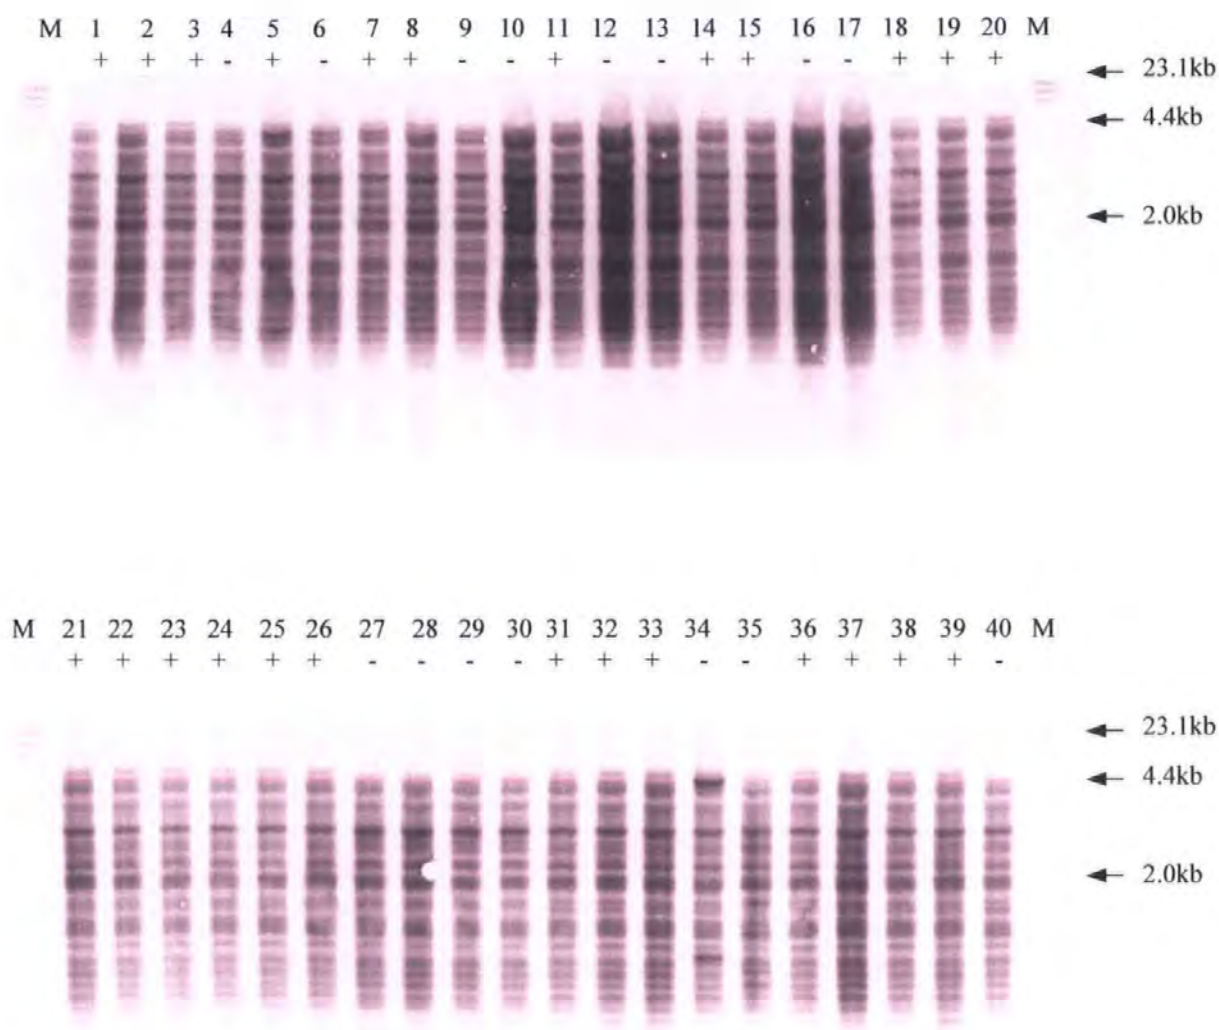 M 1 2 3 4 5 6 7 8 9 10 11 12 13 14 15 16 17 18 19 20 M
+ + + - + - + + - - + - - + + - - + + +
23.1kb
4.4kb
2.0kb
M 21 22 23 24 25 26 27 28 29 30 31 32 33 34 35 36 37 38 39 40 M
+ + + + + + - - - - + + + - - + + + + -
23.1kb
4.4kb
2.0kb